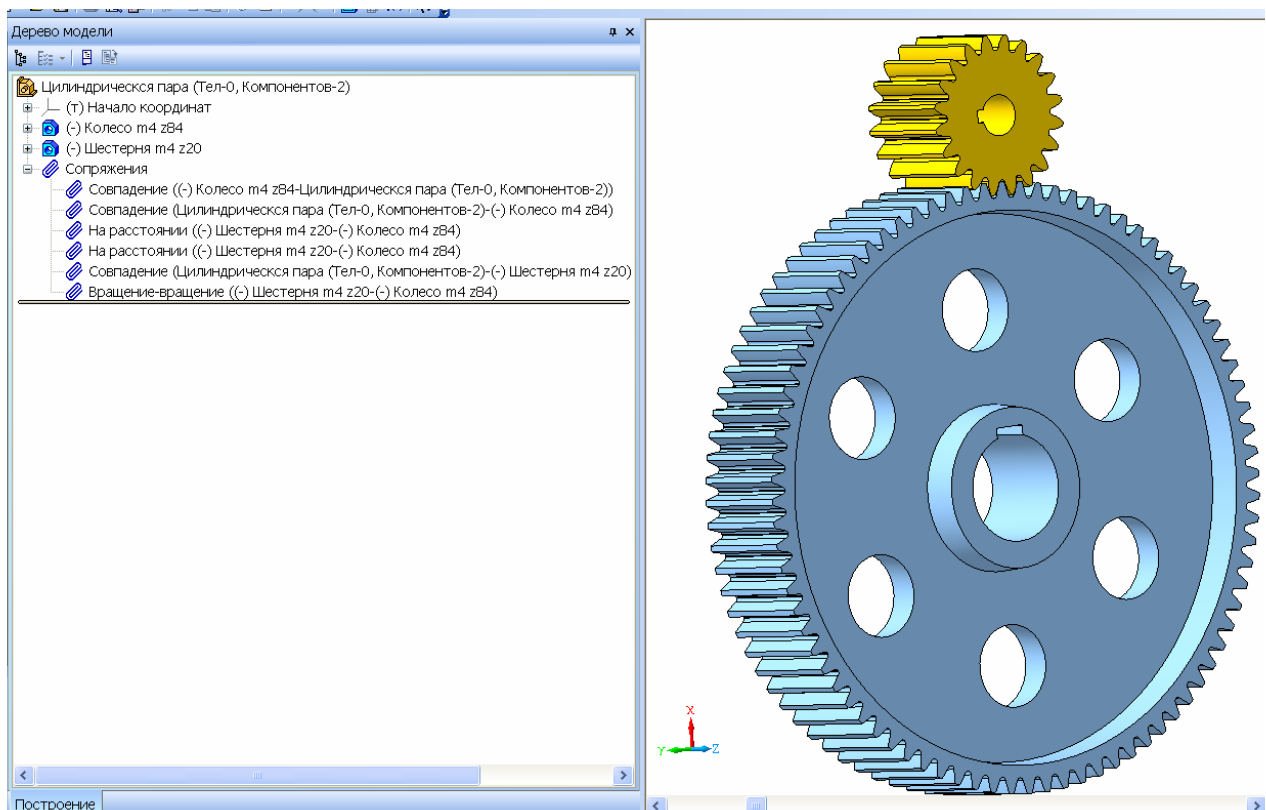 Дерево модели
Цилиндрическся пара (Тел-0, Компонентов-2)
(т) Начало координат
(-) Колесо m4 z84
(-) Шестерня m4 z20
Сопряжения
Совпадение ((-) Колесо m4 z84-Цилиндрическся пара (Тел-0, Компонентов-2))
Совпадение (Цилиндрическся пара (Тел-0, Компонентов-2)-(-) Колесо m4 z84)
На расстоянии ((-) Шестерня m4 z20-(-) Колесо m4 z84)
На расстоянии ((-) Шестерня m4 z20-(-) Колесо m4 z84)
Совпадение (Цилиндрическся пара (Тел-0, Компонентов-2)-(-) Шестерня m4 z20)
Вращение-вращение ((-) Шестерня m4 z20-(-) Колесо m4 z84)
X
Y
Z
Построение